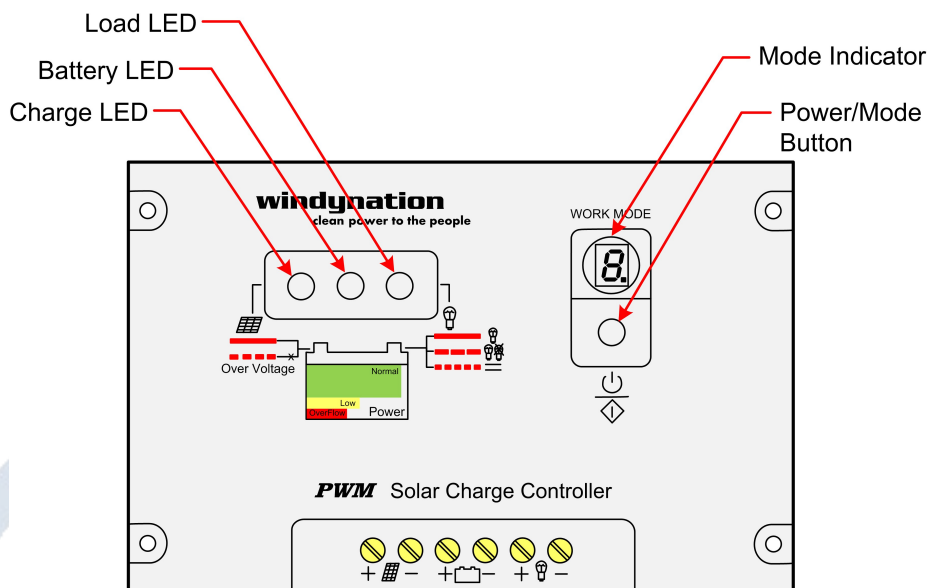 Load LED
Battery LED
Charge LED
Mode Indicator
Power/Mode
Button
windynation
clean power to the people
WORK MODE
8.
Over Voltage
Normal
Low
OverFlow
Power
PWM Solar Charge Controller
+ - + - + -